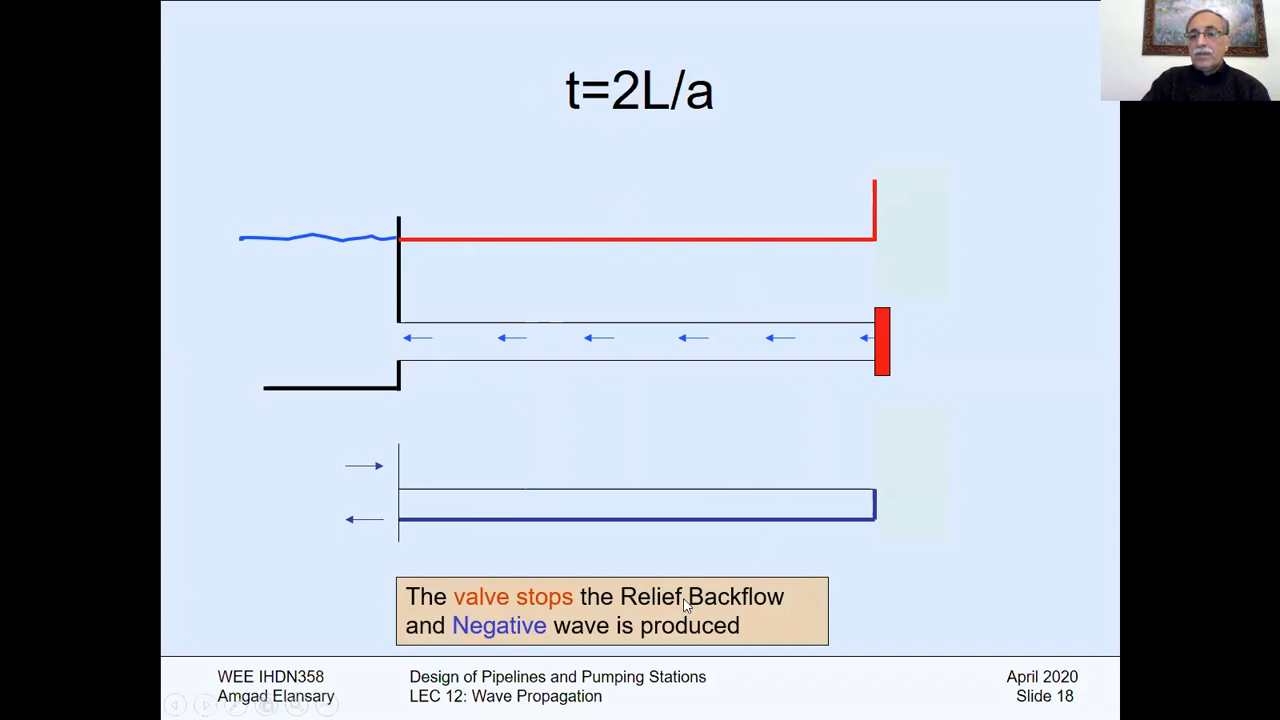 t=2L/a
The valve stops the Relief Backflow
and Negative wave is produced
WEE IHDN358
Amgad Elansary
Design of Pipelines and Pumping Stations
LEC 12: Wave Propagation
April 2020
Slide 18